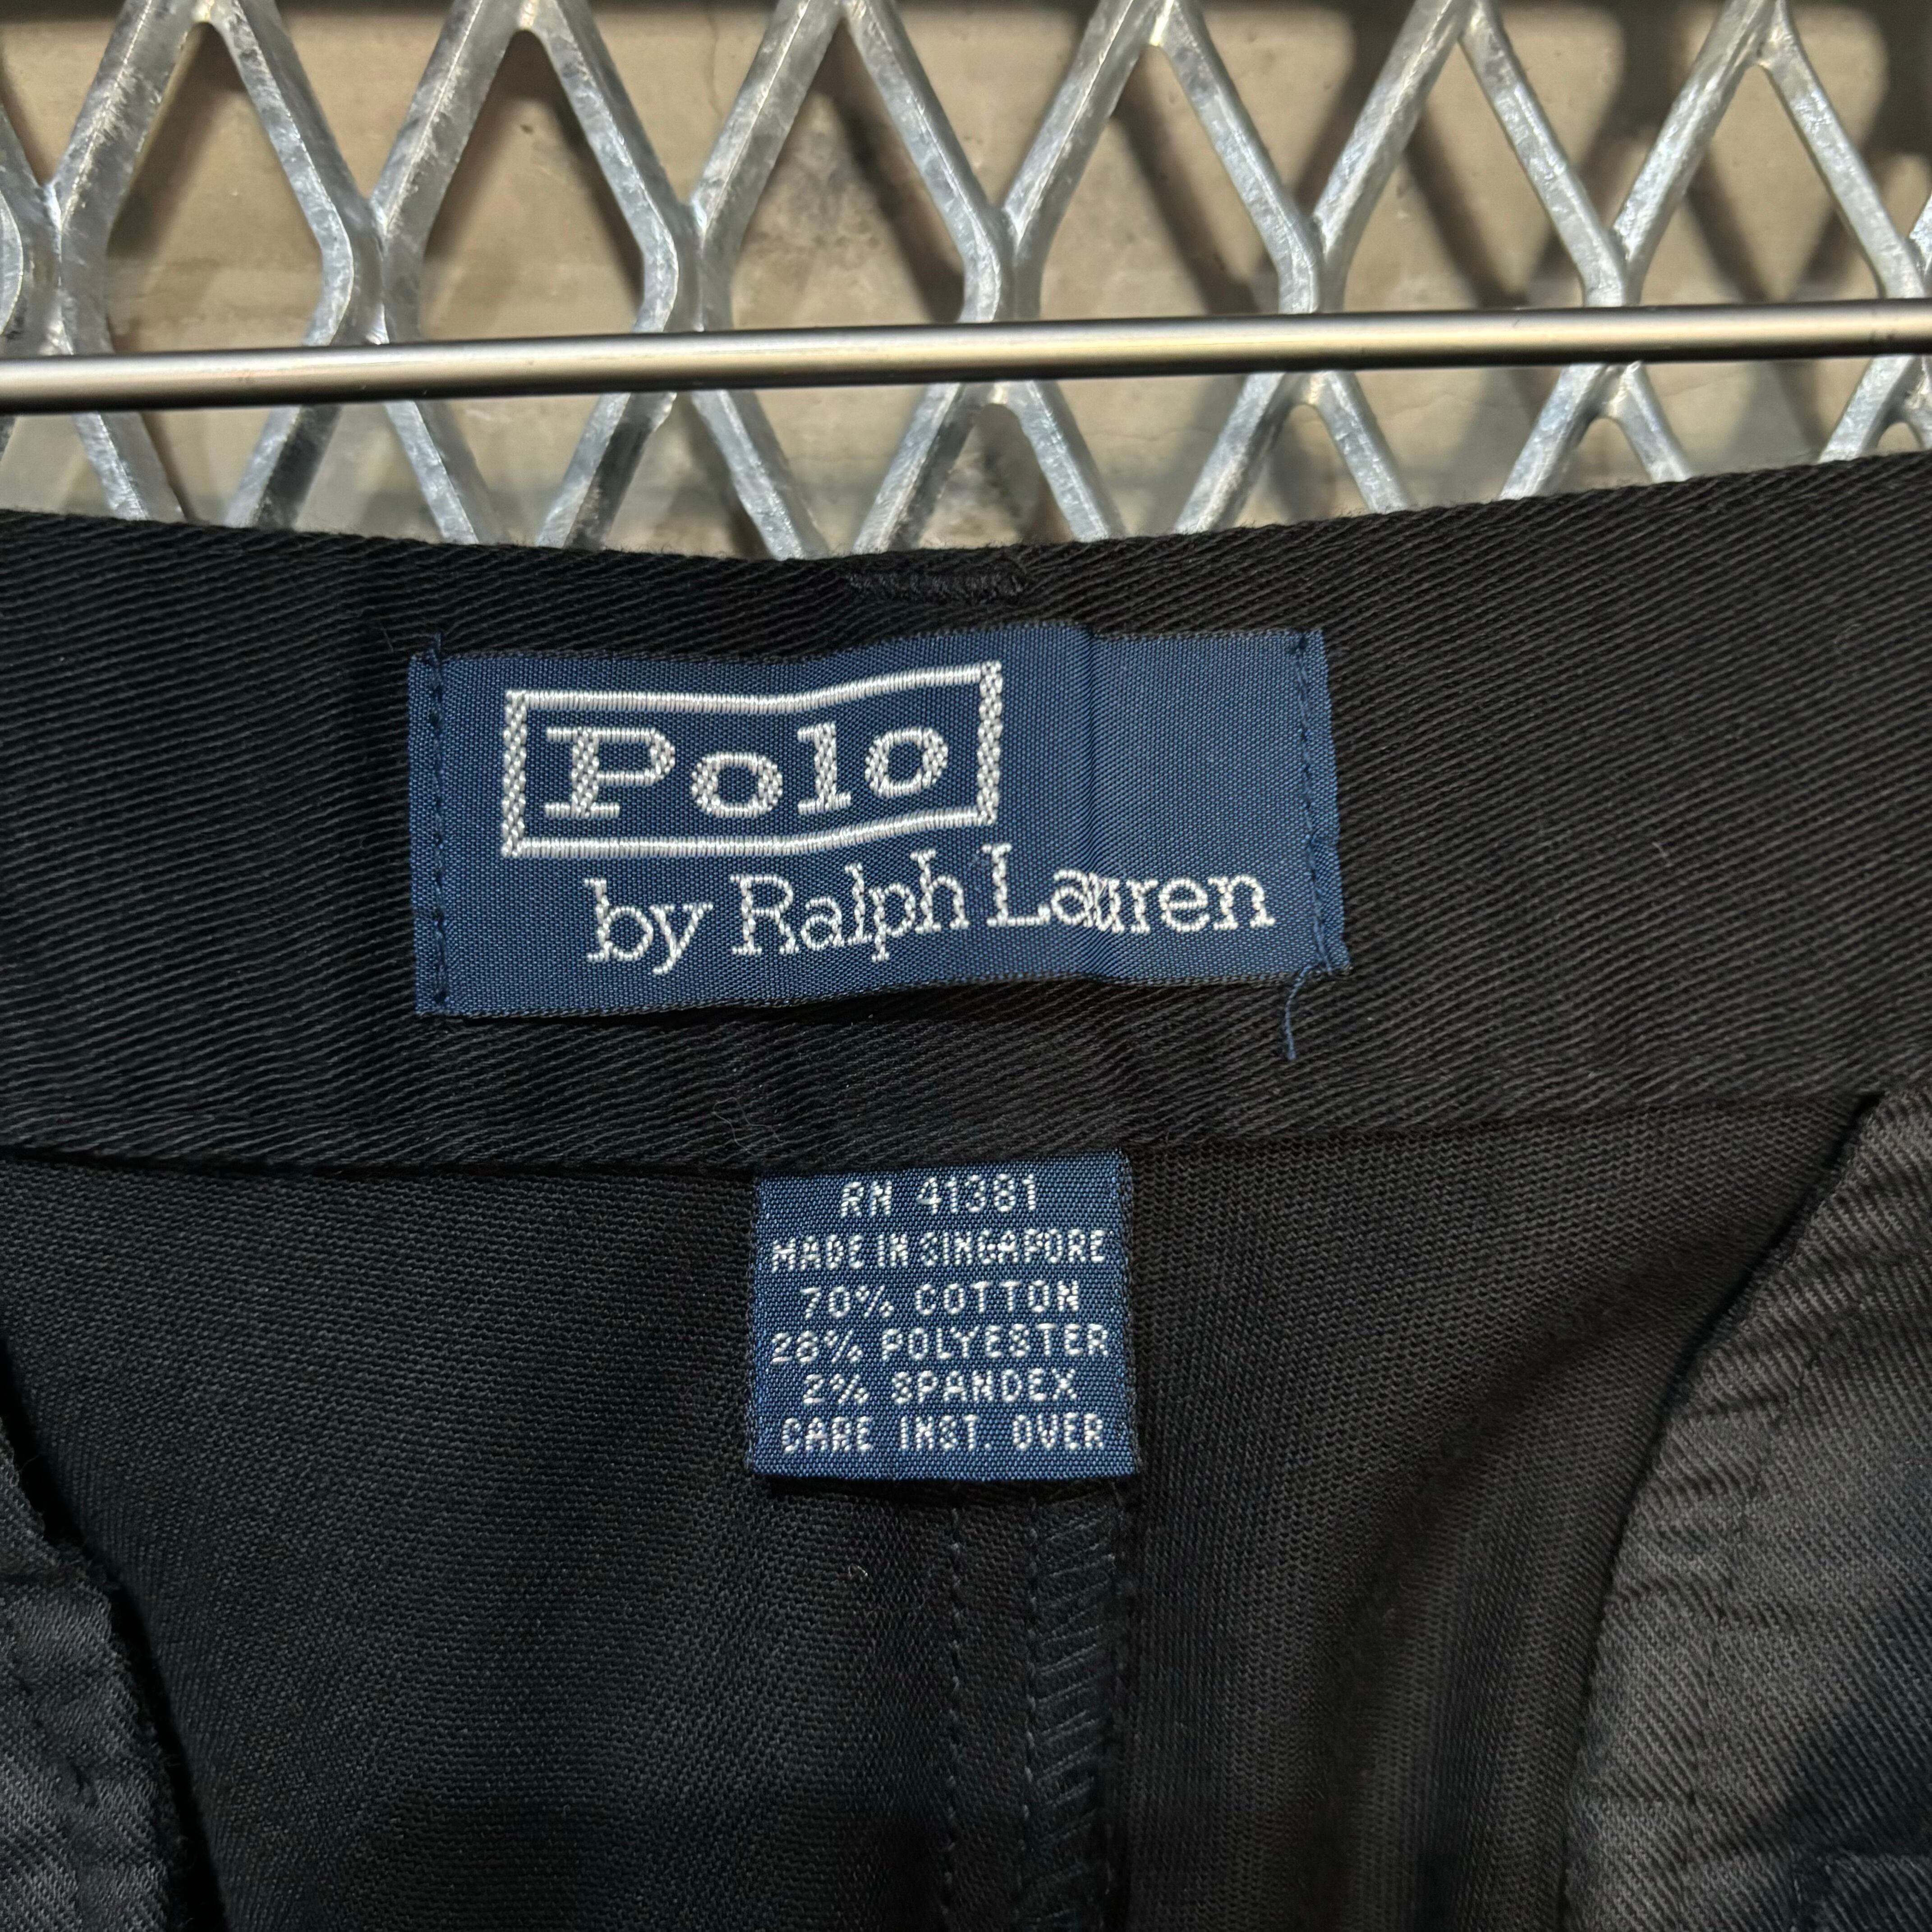 Polo
by Ralph Lauren
RN 41381
MADE IN SINGAPORE
70% COTTON
28% POLYESTER
2% SPANDEX
CARE INST. OVER